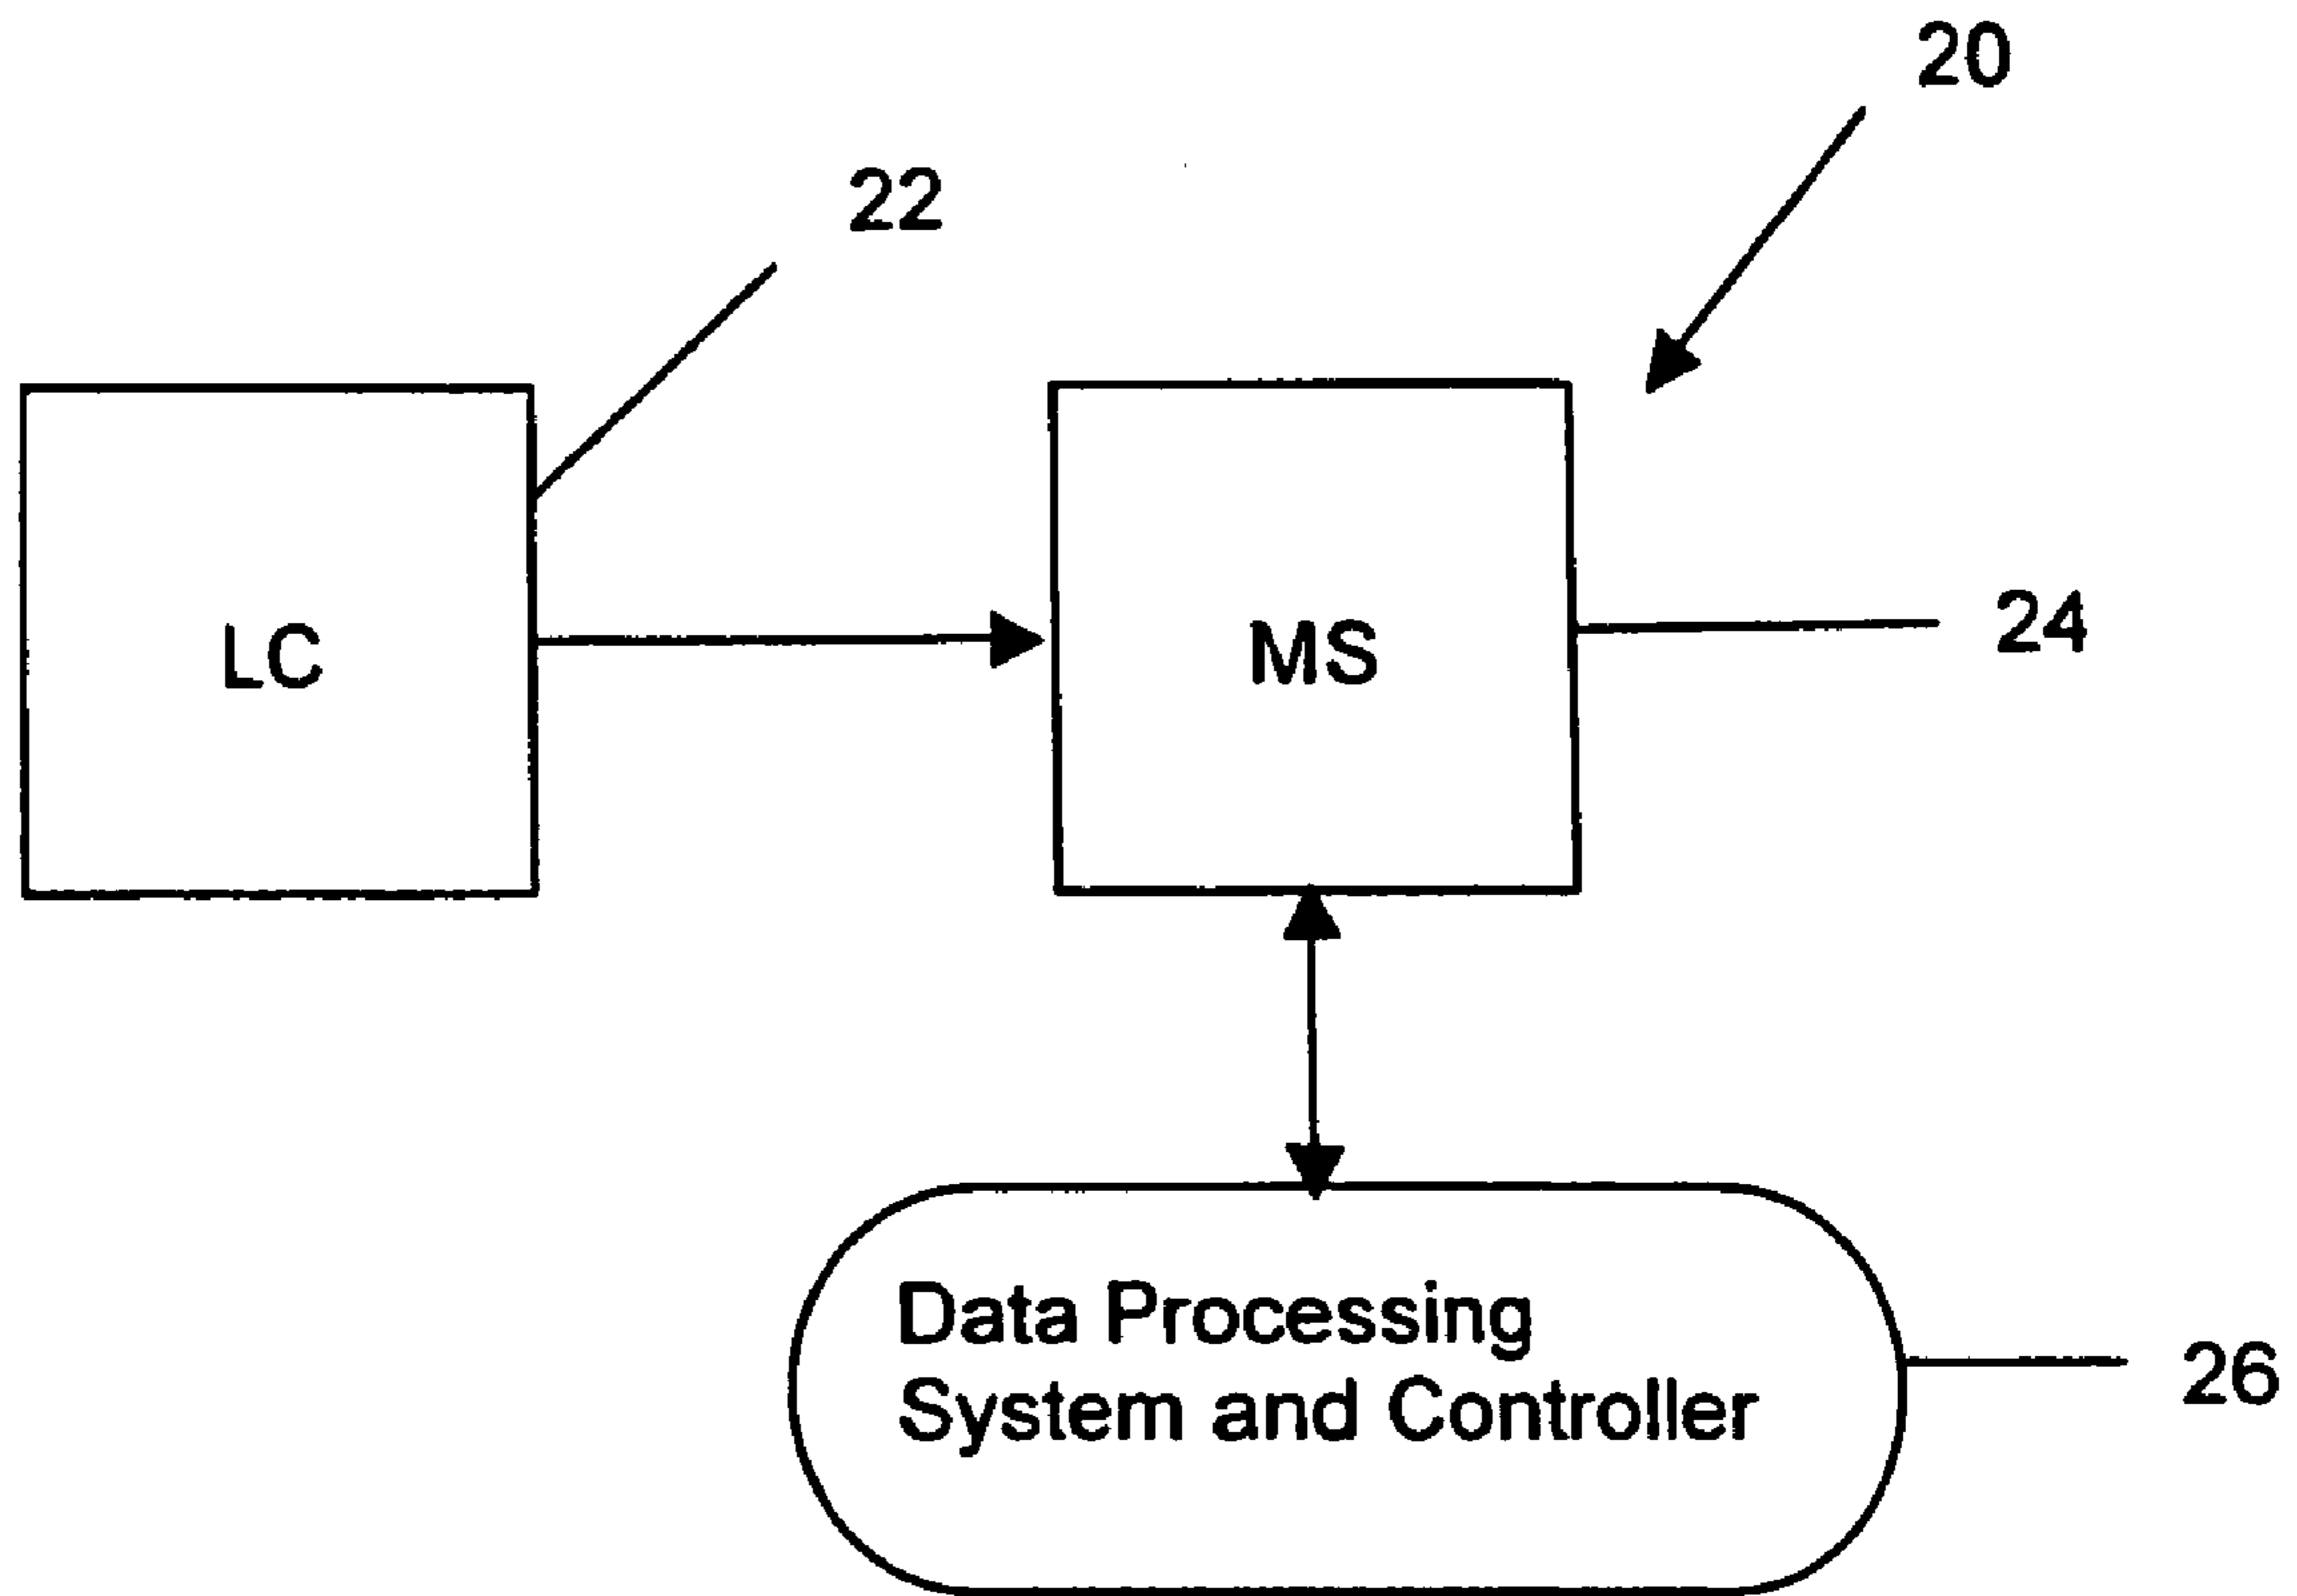 20
22
LC
MS
24
Data Processing
System and Controller
26